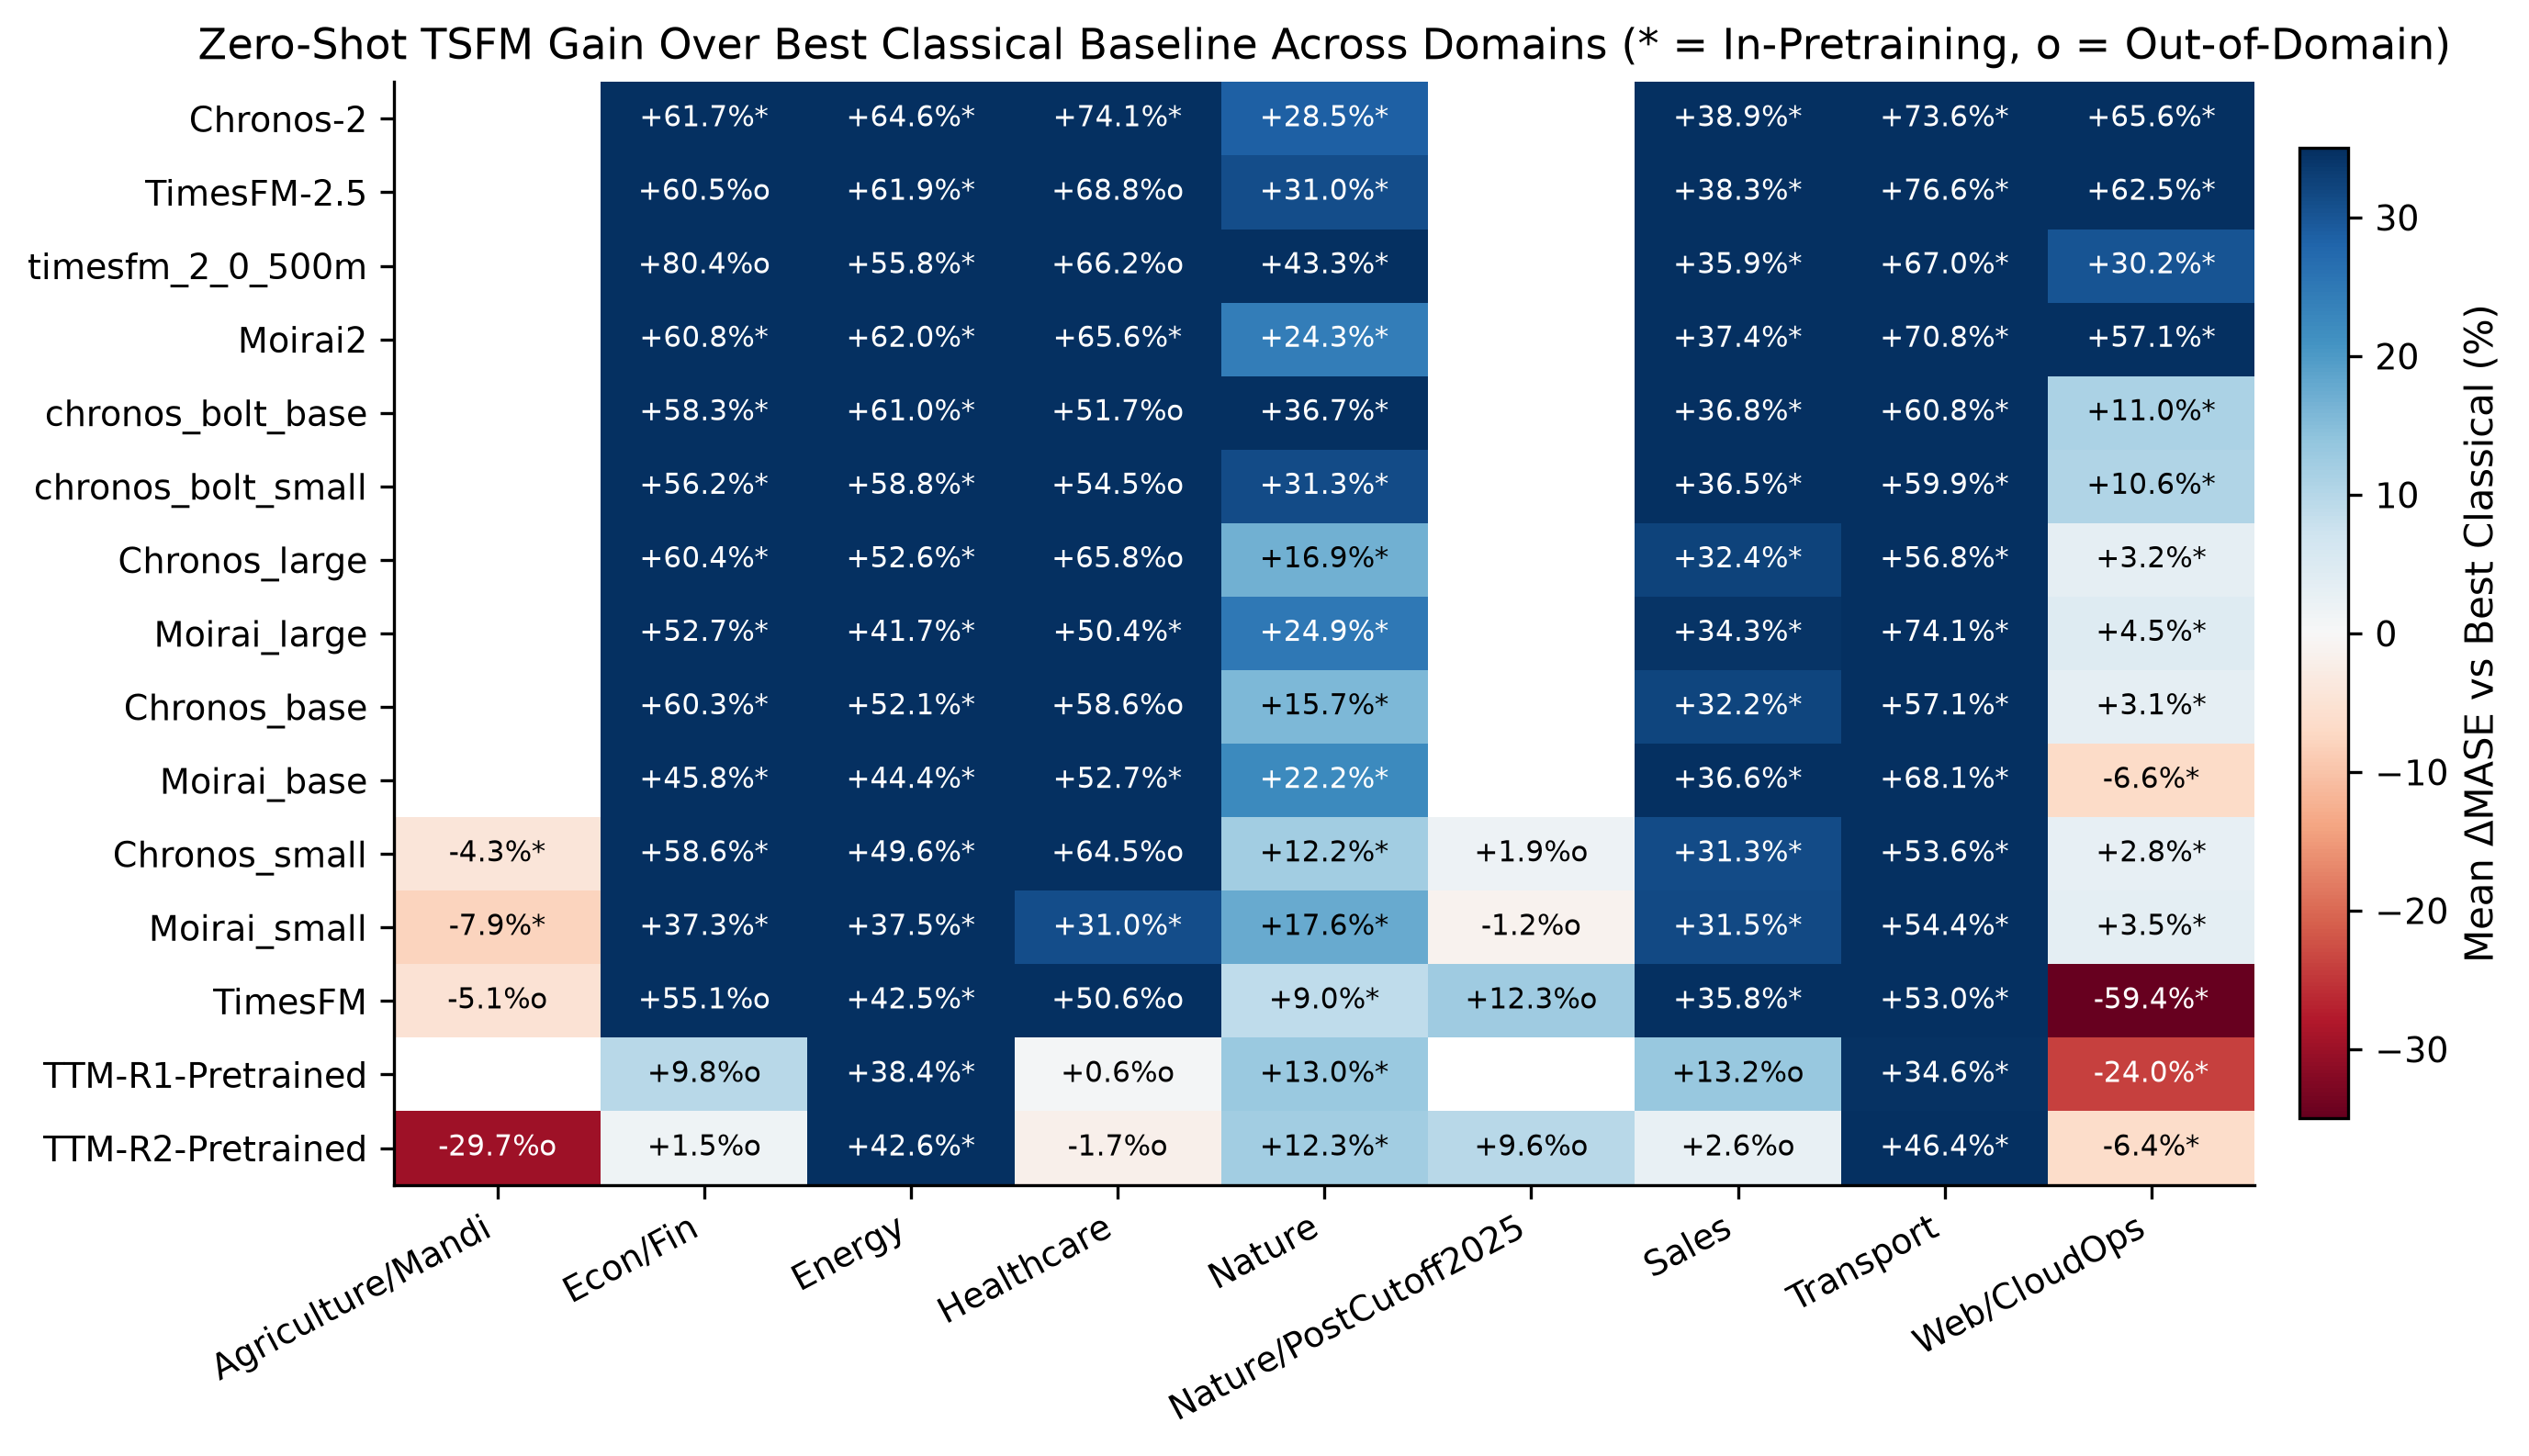 Zero-Shot TSFM Gain Over Best Classical Baseline Across Domains (* = In-Pretraining, o = Out-of-Domain)
Chronos-2 +61.7%* +64.6%* +74.1%* +28.5%* +38.9%* +73.6%* +65.6%*
TimesFM-2.5 +60.5%o +61.9%* +68.8%o +31.0%* +38.3%* +76.6%* +62.5%*
timesfm_2_0_500m +80.4%o +55.8%* +66.2%o +43.3%* +35.9%* +67.0%* +30.2%*
Moirai2 +60.8%* +62.0%* +65.6%* +24.3%* +37.4%* +70.8%* +57.1%*
chronos_bolt_base +58.3%* +61.0%* +51.7%o +36.7%* +36.8%* +60.8%* +11.0%*
chronos_bolt_small +56.2%* +58.8%* +54.5%o +31.3%* +36.5%* +59.9%* +10.6%*
Chronos_large +60.4%* +52.6%* +65.8%o +16.9%* +32.4%* +56.8%* +3.2%*
Moirai_large +52.7%* +41.7%* +50.4%* +24.9%* +34.3%* +74.1%* +4.5%*
Chronos_base +60.3%* +52.1%* +58.6%o +15.7%* +32.2%* +57.1%* +3.1%*
Moirai_base +45.8%* +44.4%* +52.7%* +22.2%* +36.6%* +68.1%* -6.6%*
Chronos_small -4.3%* +58.6%* +49.6%* +64.5%o +12.2%* +1.9%o +31.3%* +53.6%* +2.8%*
Moirai_small -7.9%* +37.3%* +37.5%* +31.0%* +17.6%* -1.2%o +31.5%* +54.4%* +3.5%*
TimesFM -5.1%o +55.1%o +42.5%* +50.6%o +9.0%* +12.3%o +35.8%* +53.0%* -59.4%*
TTM-R1-Pretrained +9.8%o +38.4%* +0.6%o +13.0%* +13.2%o +34.6%* -24.0%*
TTM-R2-Pretrained -29.7%o +1.5%o +42.6%* -1.7%o +12.3%* +9.6%o +2.6%o +46.4%* -6.4%*
Agriculture/Mandi Econ/Fin Energy Healthcare Nature Nature/PostCutoff2025 Sales Transport Web/CloudOps
30
20
10
0
−10
−20
−30
Mean ΔMASE vs Best Classical (%)